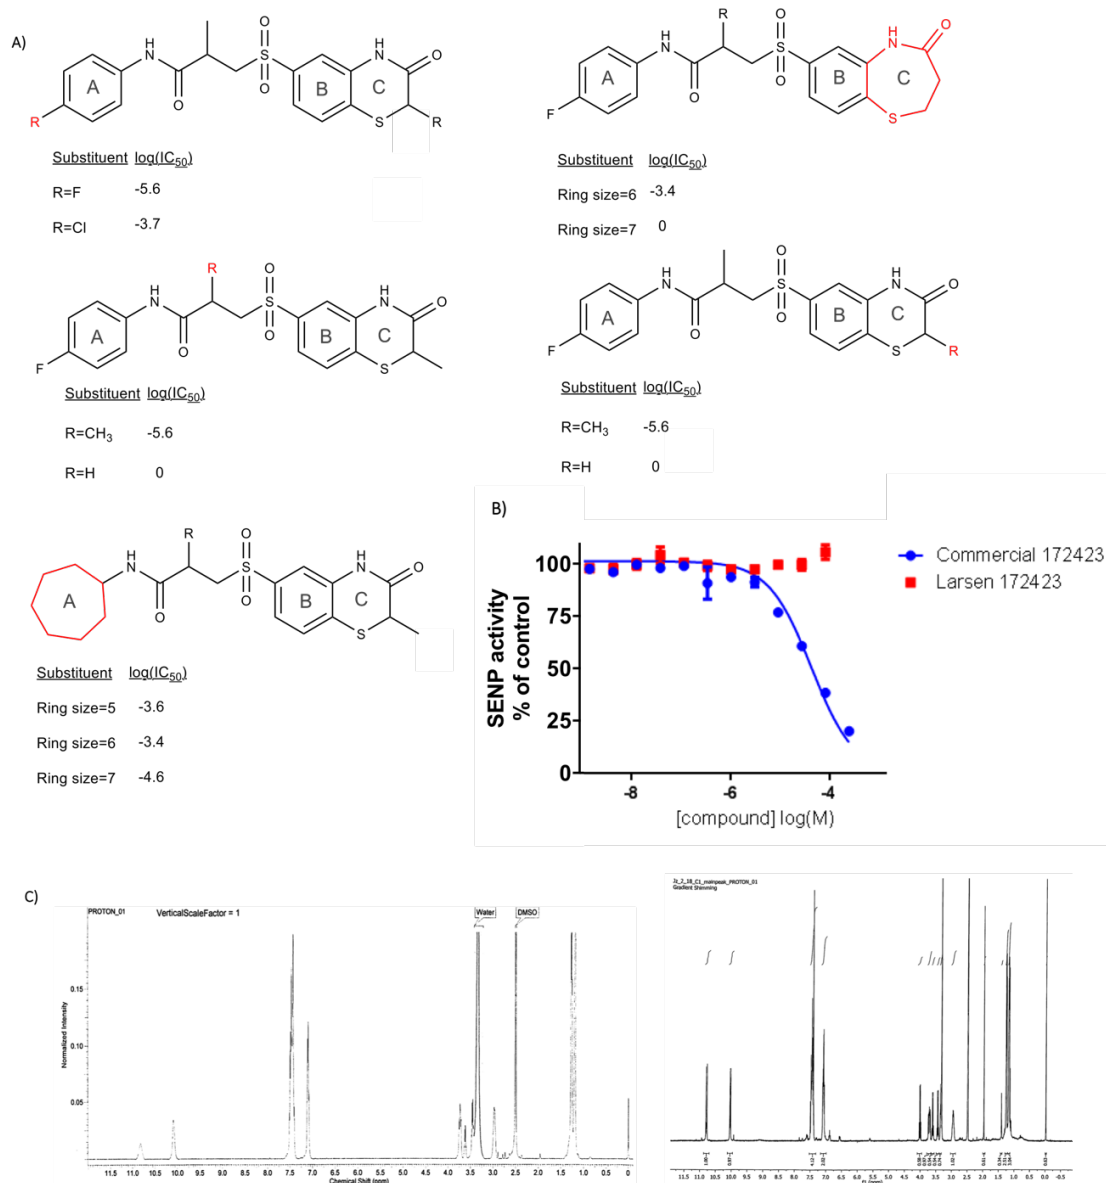 A)
H
N
A
O
R
O
S
O
B
H
N
C
O
S
R
Substituent log(IC50)
R=F -5.6
R=Cl -3.7
R
H
N
A
F
O
O
S
O
B
H
N
C
O
S
Substituent log(IC50)
Ring size=6 -3.4
Ring size=7 0
R
H
N
A
F
O
O
S
O
B
H
N
C
O
S
Substituent log(IC50)
R=CH3 -5.6
R=H 0
H
N
A
F
O
O
S
O
B
H
N
C
O
S
R
Substituent log(IC50)
R=CH3 -5.6
R=H 0
R
H
N
A
O
O
S
O
B
H
N
C
O
S
Substituent log(IC50)
Ring size=5 -3.6
Ring size=6 -3.4
Ring size=7 -4.6
B)
SENP activity
% of control
100
75
50
25
0
-8 -6 -4
[compound] log(M)
Commercial 172423
Larsen 172423
C)
PROTON_01 VerticalScaleFactor = 1
Water DMSO
Normalized Intensity
0.15
0.10
0.05
11.5 11.0 10.5 10.0 9.5 9.0 8.5 8.0 7.5 7.0 6.5 6.0 5.5 5.0 4.5 4.0 3.5 3.0 2.5 2.0 1.5 1.0 0.5 0
Chemical Shift (ppm)
Gradient Shimming
11.5 11.0 10.5 10.0 9.5 9.0 8.5 8.0 7.5 7.0 6.5 6.0 5.5 5.0 4.5 4.0 3.5 3.0 2.5 2.0 1.5 1.0 0.5 0.0 -0.5